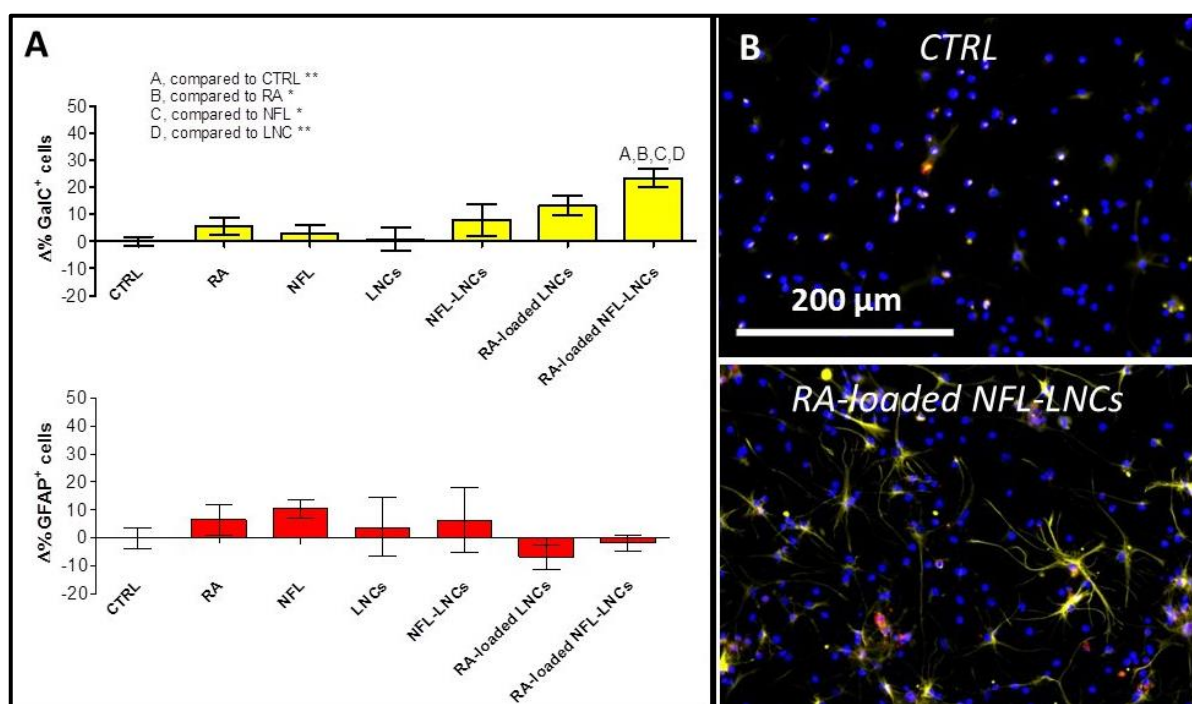 A
A, compared to CTRL **
B, compared to RA *
C, compared to NFL *
D, compared to LNC **
Δ% GalC+ cells
50
40
30
20
10
0
-10
-20
A,B,C,D
CTRL
RA
NFL
LNCs
NFL-LNCs
RA-loaded LNCs
RA-loaded NFL-LNCs
Δ%GFAP+ cells
50
40
30
20
10
0
-10
-20
CTRL
RA
NFL
LNCs
NFL-LNCs
RA-loaded LNCs
RA-loaded NFL-LNCs
B
CTRL
200 µm
RA-loaded NFL-LNCs